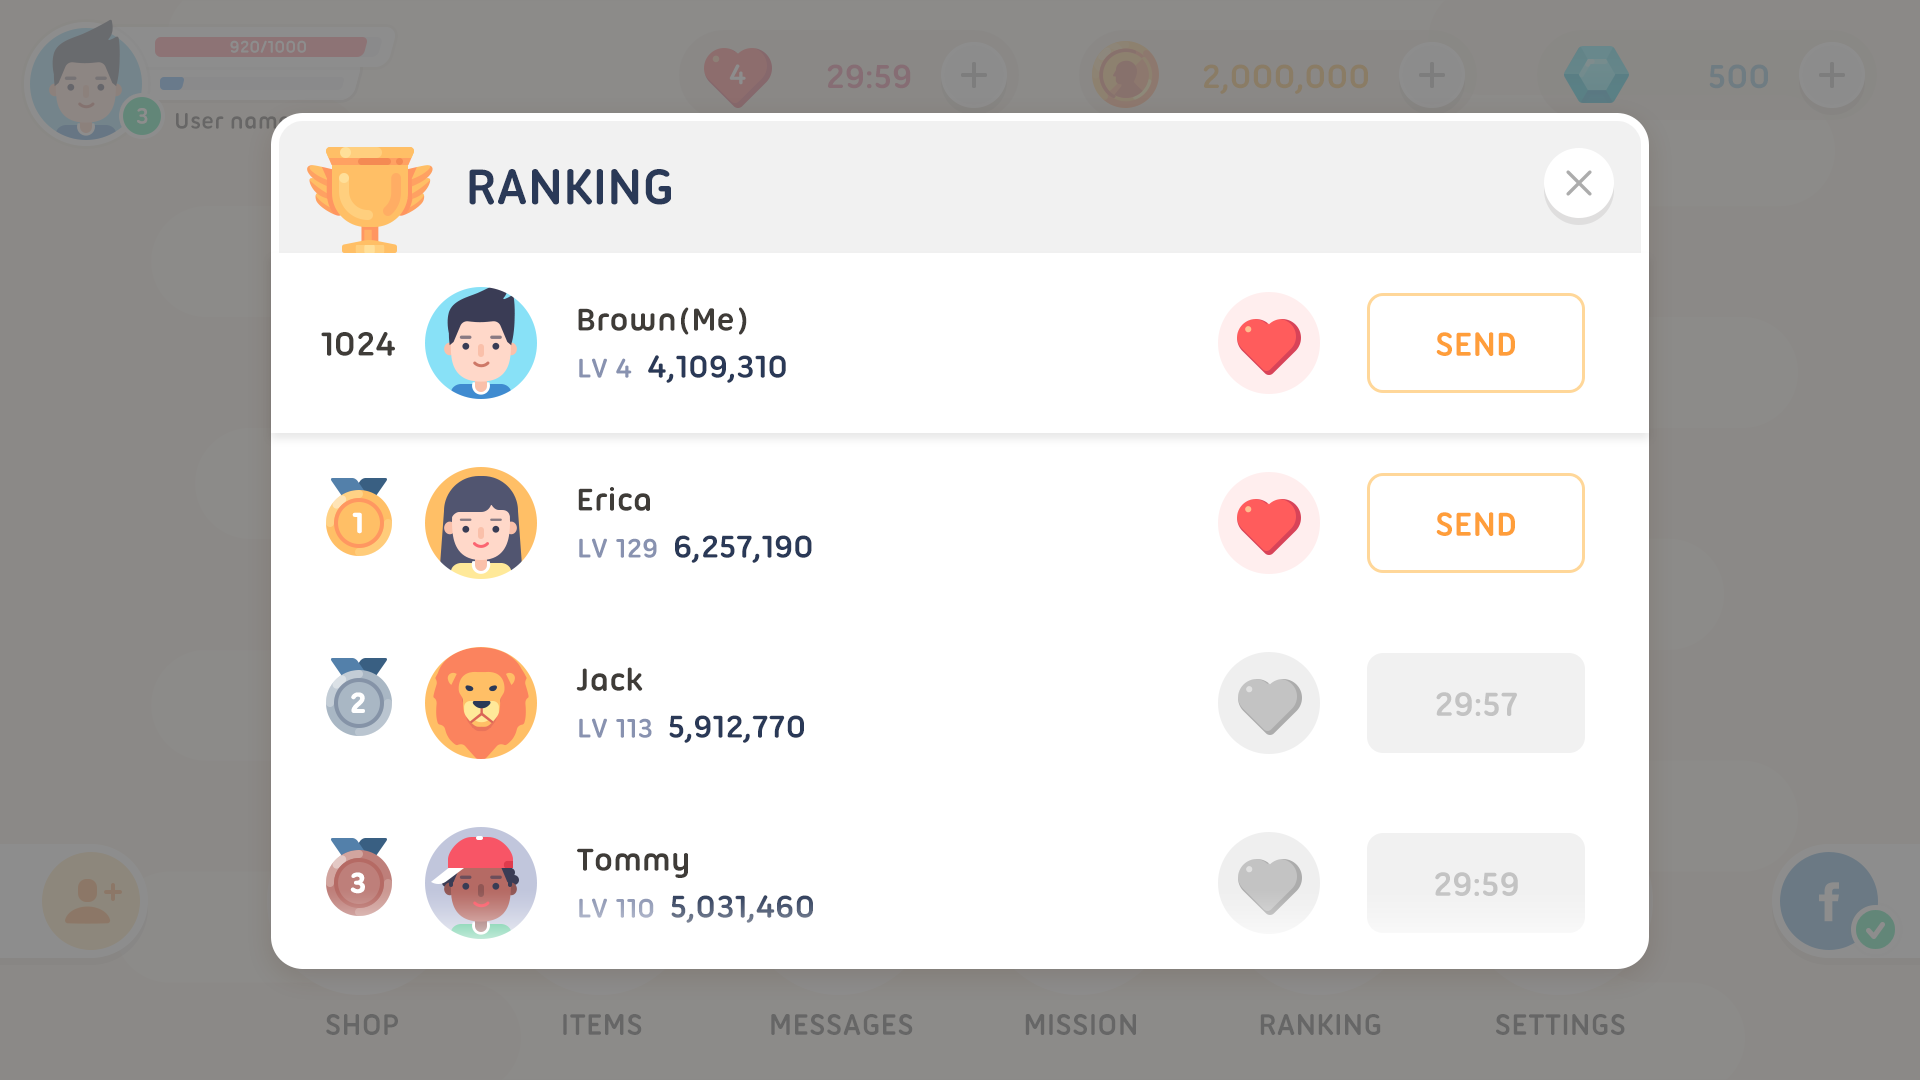 920/1000
3
User name
4
29:59
2,000,000
500
RANKING
1024
Brown(Me)
LV 4 4,109,310
SEND
1
Erica
LV 129 6,257,190
SEND
2
Jack
LV 113 5,912,770
29:57
3
Tommy
LV 110 5,031,460
29:59
SHOP
ITEMS
MESSAGES
MISSION
RANKING
SETTINGS